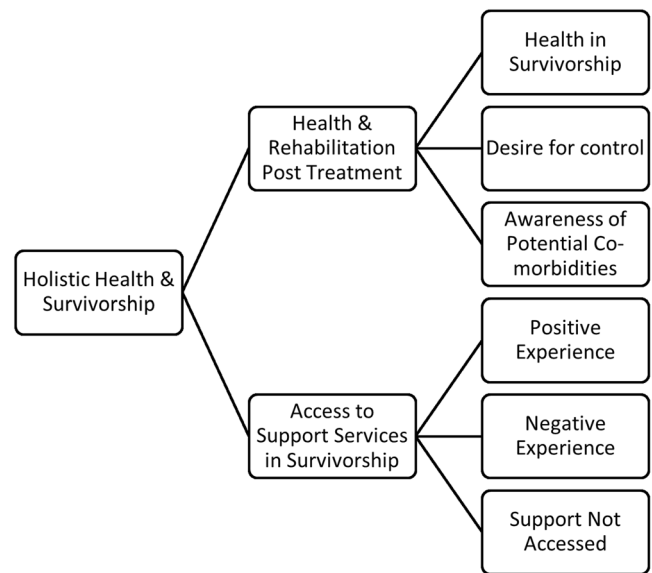 Holistic Health &
Survivorship
Health &
Rehabilitation
Post Treatment
Health in
Survivorship
Desire for control
Awareness of
Potential Co-
morbidities
Access to
Support Services
in Survivorship
Positive
Experience
Negative
Experience
Support Not
Accessed